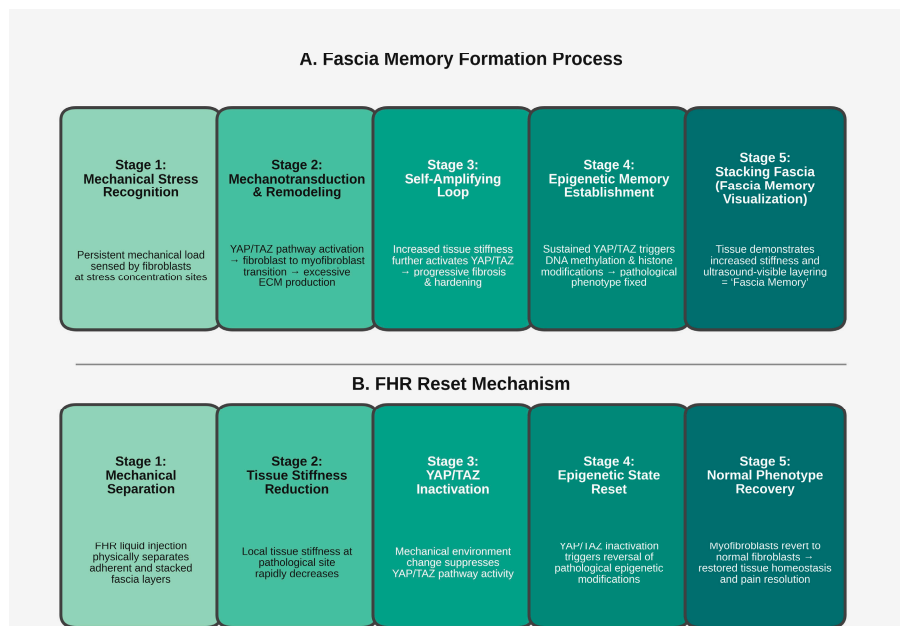 A. Fascia Memory Formation Process
Stage 1:
Mechanical Stress
Recognition
Persistent mechanical load
sensed by fibroblasts
at stress concentration sites
Stage 2:
Mechanotransduction
& Remodeling
YAP/TAZ pathway activation
→ fibroblast to myofibroblast
transition → excessive
ECM production
Stage 3:
Self-Amplifying
Loop
Increased tissue stiffness
further activates YAP/TAZ
→ progressive fibrosis
& hardening
Stage 4:
Epigenetic Memory
Establishment
Sustained YAP/TAZ triggers
DNA methylation & histone
modifications → pathological
phenotype fixed
Stage 5:
Stacking Fascia
(Fascia Memory
Visualization)
Tissue demonstrates
increased stiffness and
ultrasound-visible layering
= ‘Fascia Memory’
B. FHR Reset Mechanism
Stage 1:
Mechanical
Separation
FHR liquid injection
physically separates
adherent and stacked
fascia layers
Stage 2:
Tissue Stiffness
Reduction
Local tissue stiffness at
pathological site
rapidly decreases
Stage 3:
YAP/TAZ
Inactivation
Mechanical environment
change suppresses
YAP/TAZ pathway activity
Stage 4:
Epigenetic State
Reset
YAP/TAZ inactivation
triggers reversal of
pathological epigenetic
modifications
Stage 5:
Normal Phenotype
Recovery
Myofibroblasts revert to
normal fibroblasts →
restored tissue homeostasis
and pain resolution